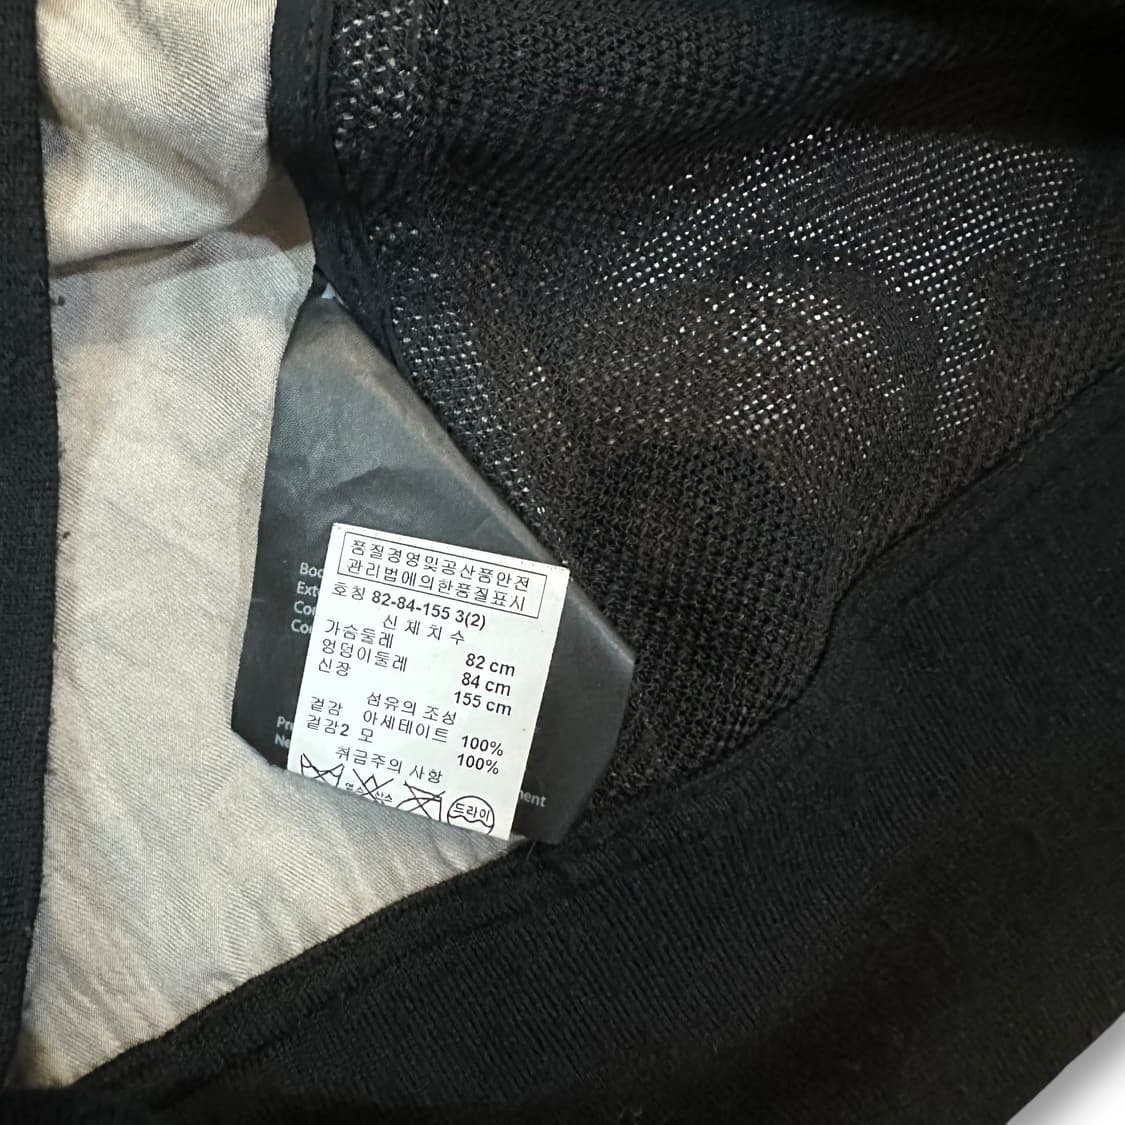 품질경영및공산품안전
관리법에의한품질표시
호칭 82-84-155 3(2)
신체치수
가슴둘레 82 cm
엉덩이둘레 84 cm
신장 155 cm
섬유의 조성
겉감 아세테이트 100%
겉감2 모 100%
취급주의 사항
드라이